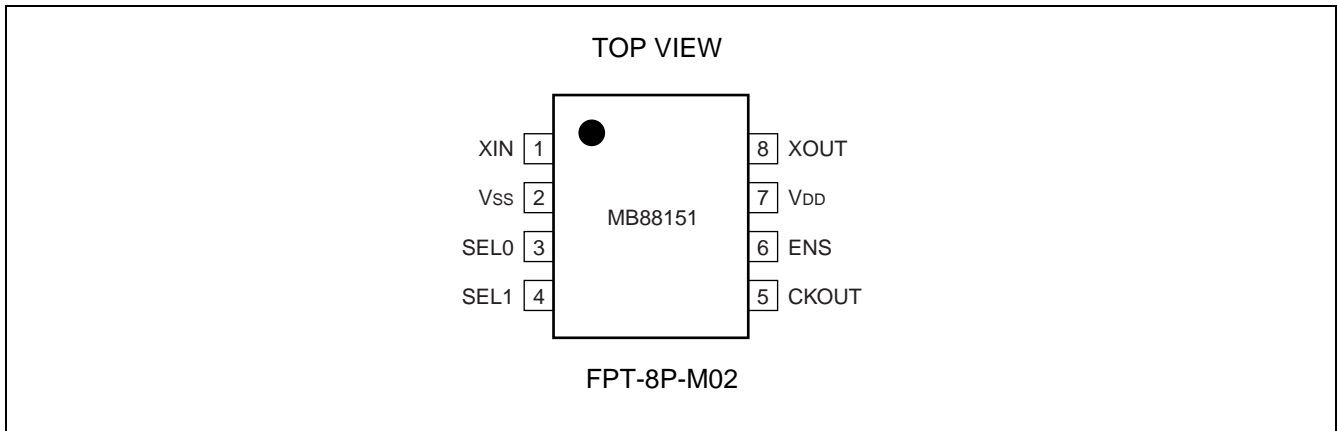 TOP VIEW
XIN 1 8 XOUT
Vss 2 7 VDD
MB88151
SEL0 3 6 ENS
SEL1 4 5 CKOUT
FPT-8P-M02